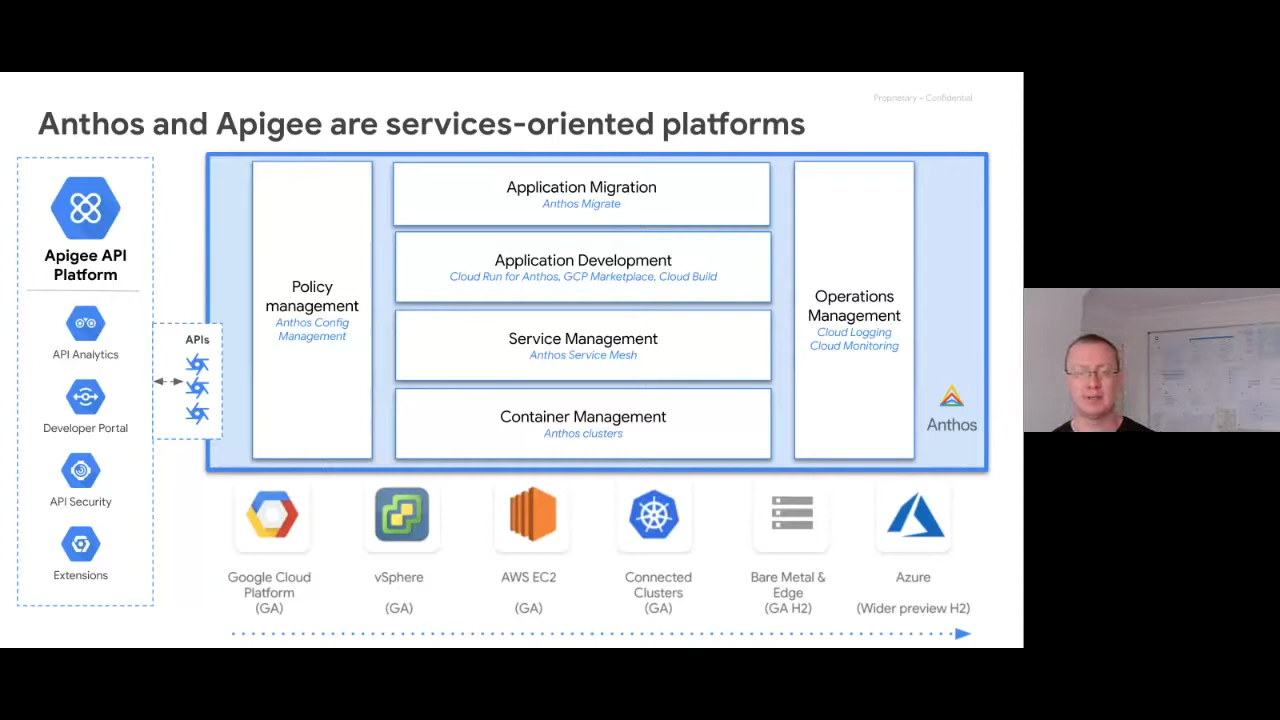 Proprietary + Confidential
Anthos and Apigee are services-oriented platforms
Apigee API
Platform
API Analytics
Developer Portal
API Security
Extensions
APIs
Policy
management
Anthos Config
Management
Application Migration
Anthos Migrate
Application Development
Cloud Run for Anthos, GCP Marketplace, Cloud Build
Service Management
Anthos Service Mesh
Container Management
Anthos clusters
Operations
Management
Cloud Logging
Cloud Monitoring
Anthos
Google Cloud
Platform
(GA)
vSphere
(GA)
AWS EC2
(GA)
Connected
Clusters
(GA)
Bare Metal &
Edge
(GA H2)
Azure
(Wider preview H2)